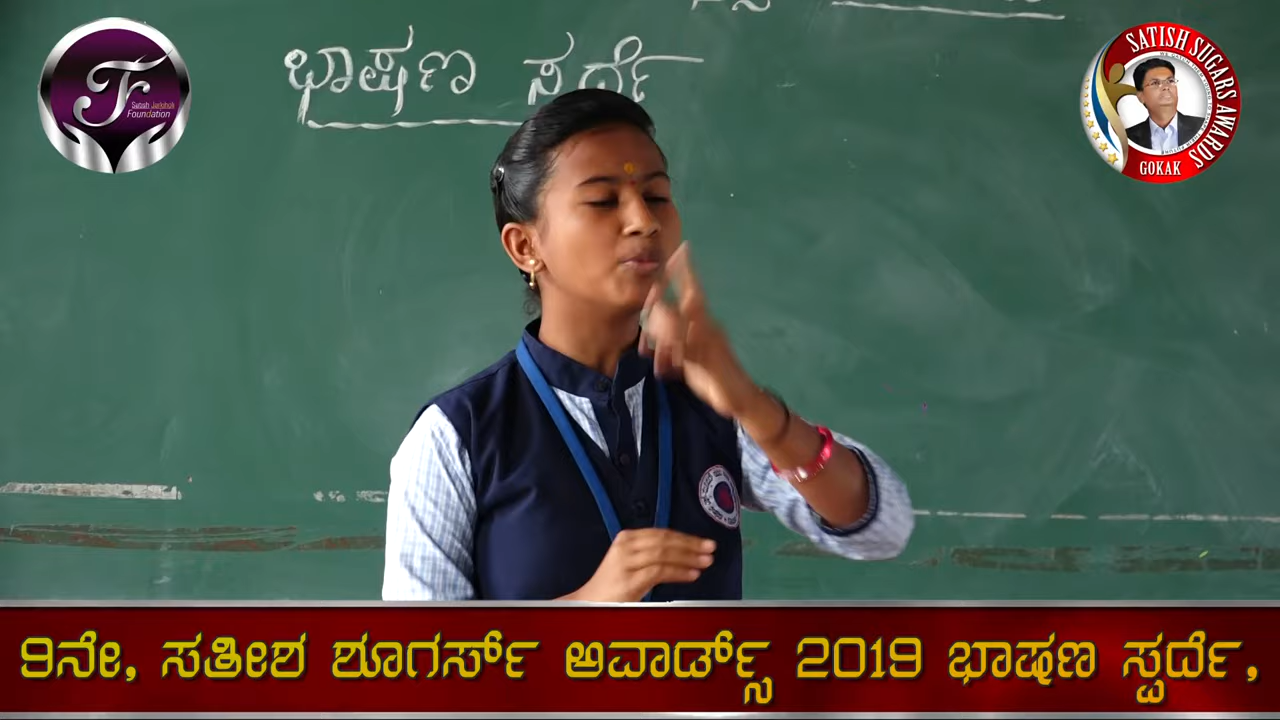 ಭಾಷಣ ಸ್ಪರ್ದೆ
Satish Jarkiholi
Foundation
SATISH SUGARS AWARDS
GOKAK
9ನೇ, ಸತೀಶ ಶೂಗರ್ಸ್ ಅವಾರ್ಡ್ಸ್ 2019 ಭಾಷಣ ಸ್ಪರ್ದೆ,